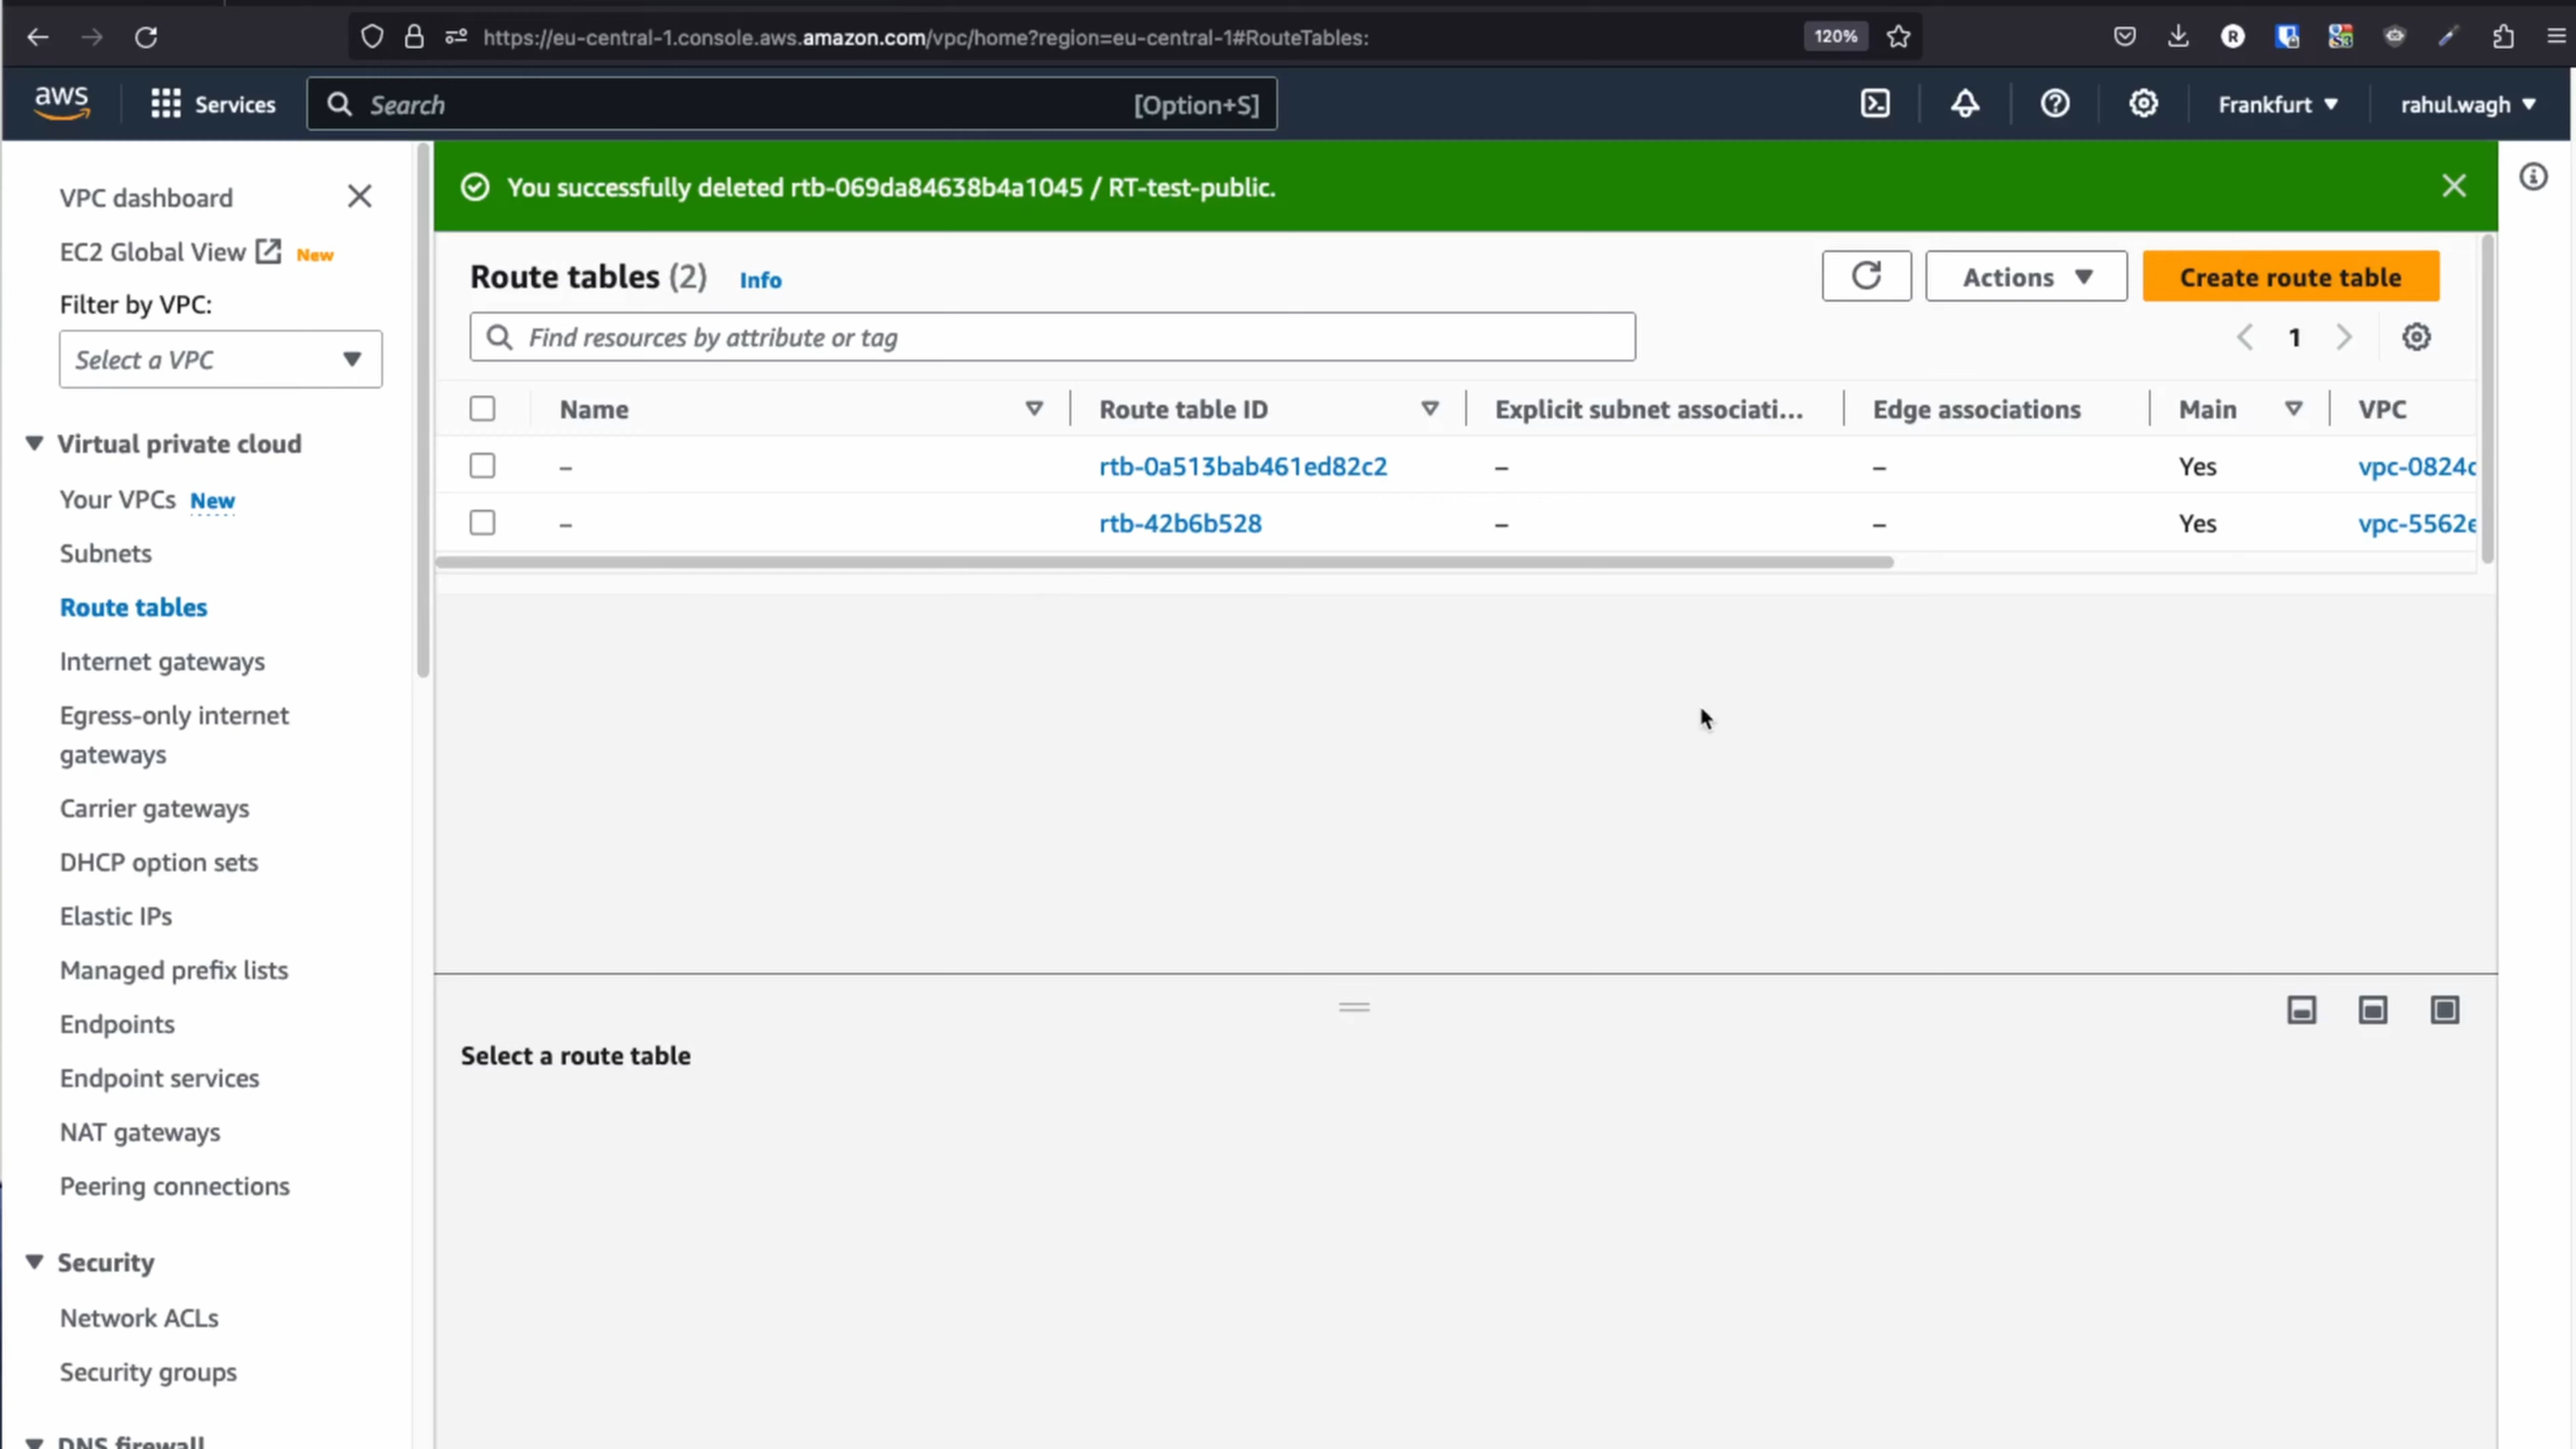 https://eu-central-1.console.aws.amazon.com/vpc/home?region=eu-central-1#RouteTables:
120%
aws
Services
Search
[Option+S]
Frankfurt
rahul.wagh
VPC dashboard
EC2 Global View New
Filter by VPC:
Select a VPC
Virtual private cloud
Your VPCs New
Subnets
Route tables
Internet gateways
Egress-only internet
gateways
Carrier gateways
DHCP option sets
Elastic IPs
Managed prefix lists
Endpoints
Endpoint services
NAT gateways
Peering connections
Security
Network ACLs
Security groups
DNS firewall
You successfully deleted rtb-069da84638b4a1045 / RT-test-public.
Route tables (2) Info
Actions
Create route table
Find resources by attribute or tag
1
Name Route table ID Explicit subnet associati... Edge associations Main VPC
– rtb-0a513bab461ed82c2 – – Yes vpc-0824c
– rtb-42b6b528 – – Yes vpc-5562e
Select a route table